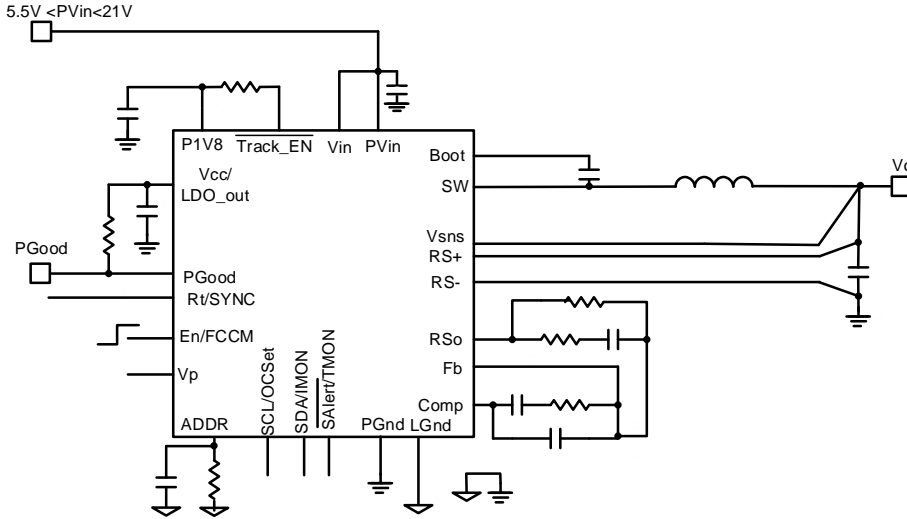 5.5V <PVin<21V
P1V8
Track_EN
Vin
PVin
Boot
Vcc/
LDO_out
SW
Vsns
RS+
RS-
PGood
PGood
Rt/SYNC
En/FCCM
Vp
RSo
Fb
Comp
ADDR
SCL/OCSet
SDA/IMON
SAlert/TMON
PGnd
LGnd